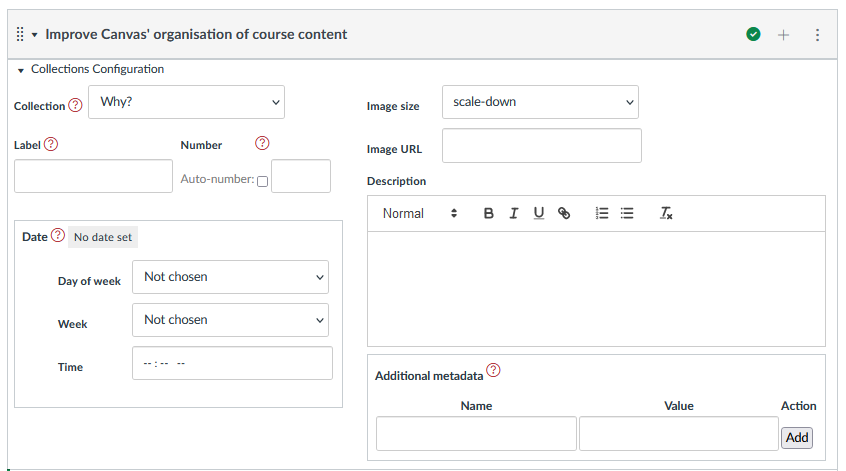 Improve Canvas' organisation of course content
Collections Configuration
Collection ? Why?
Label ? Number ?
Auto-number:
Date ? No date set
Day of week Not chosen
Week Not chosen
Time --:-- --
Image size scale-down
Image URL
Description
Normal B I U
Additional metadata ?
Name Value Action
Add